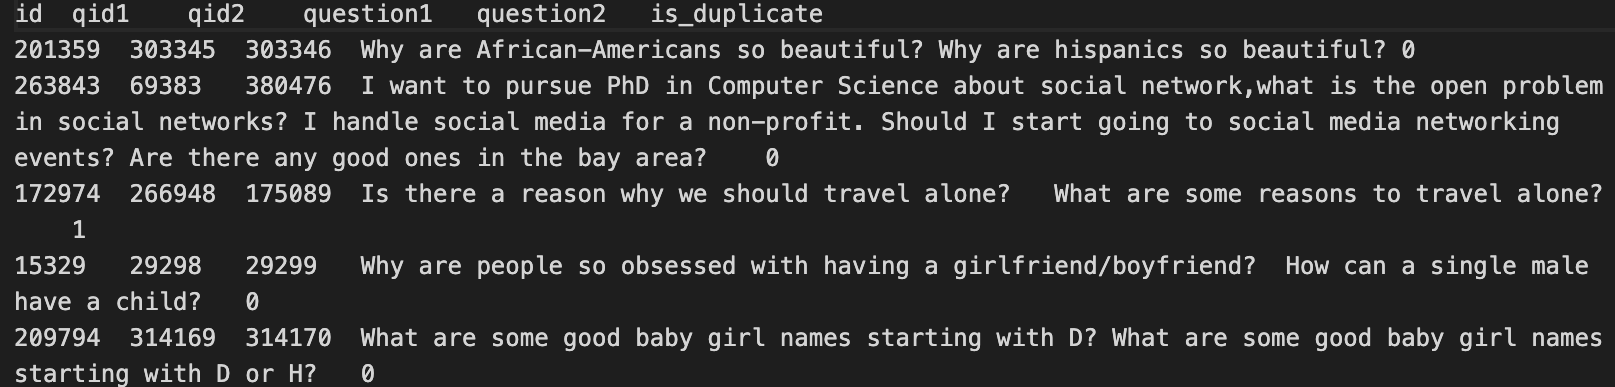 id qid1 qid2 question1 question2 is_duplicate
201359 303345 303346 Why are African-Americans so beautiful? Why are hispanics so beautiful? 0
263843 69383 380476 I want to pursue PhD in Computer Science about social network,what is the open problem
in social networks? I handle social media for a non-profit. Should I start going to social media networking
events? Are there any good ones in the bay area? 0
172974 266948 175089 Is there a reason why we should travel alone? What are some reasons to travel alone?
1
15329 29298 29299 Why are people so obsessed with having a girlfriend/boyfriend? How can a single male
have a child? 0
209794 314169 314170 What are some good baby girl names starting with D? What are some good baby girl names
starting with D or H? 0